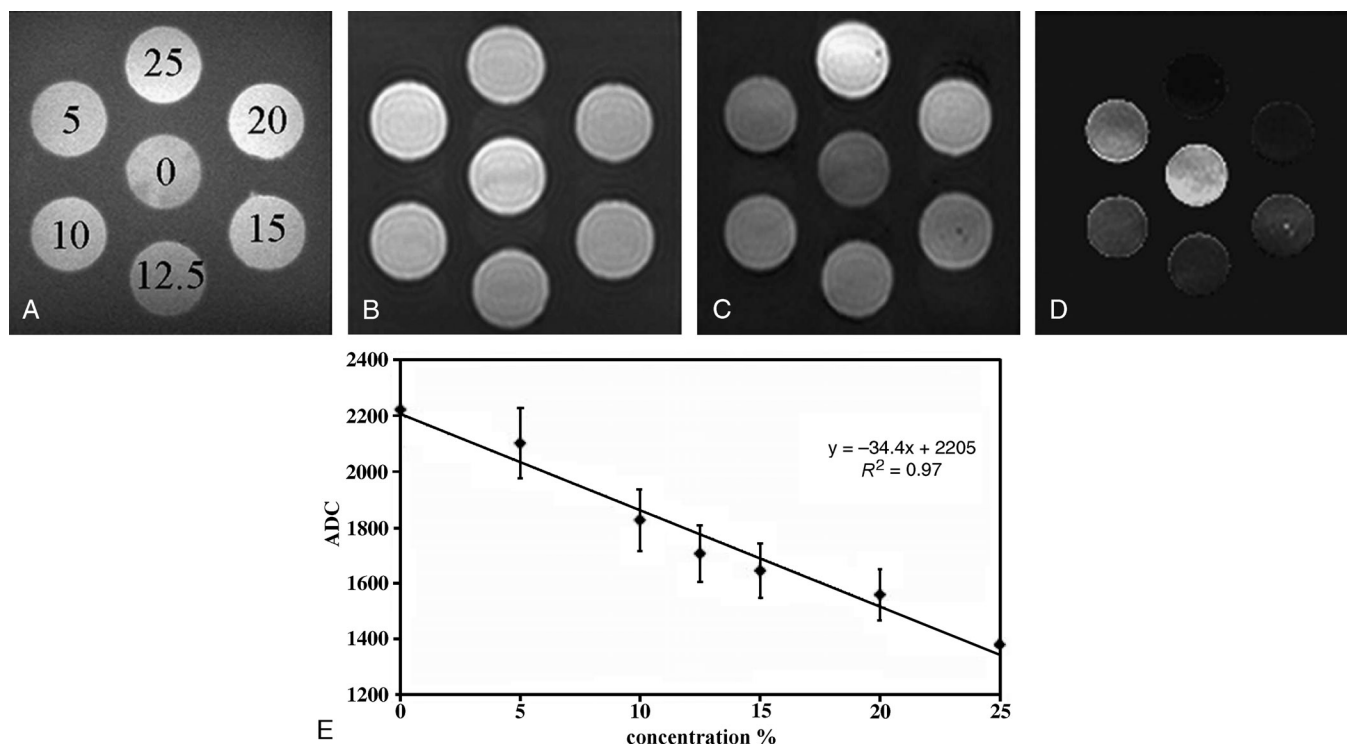 25
5
20
0
10
15
12.5
A
B
C
D
2400
2200
2000
1800
1600
1400
1200
ADC
y = −34.4x + 2205
R² = 0.97
0 5 10 15 20 25
concentration %
E